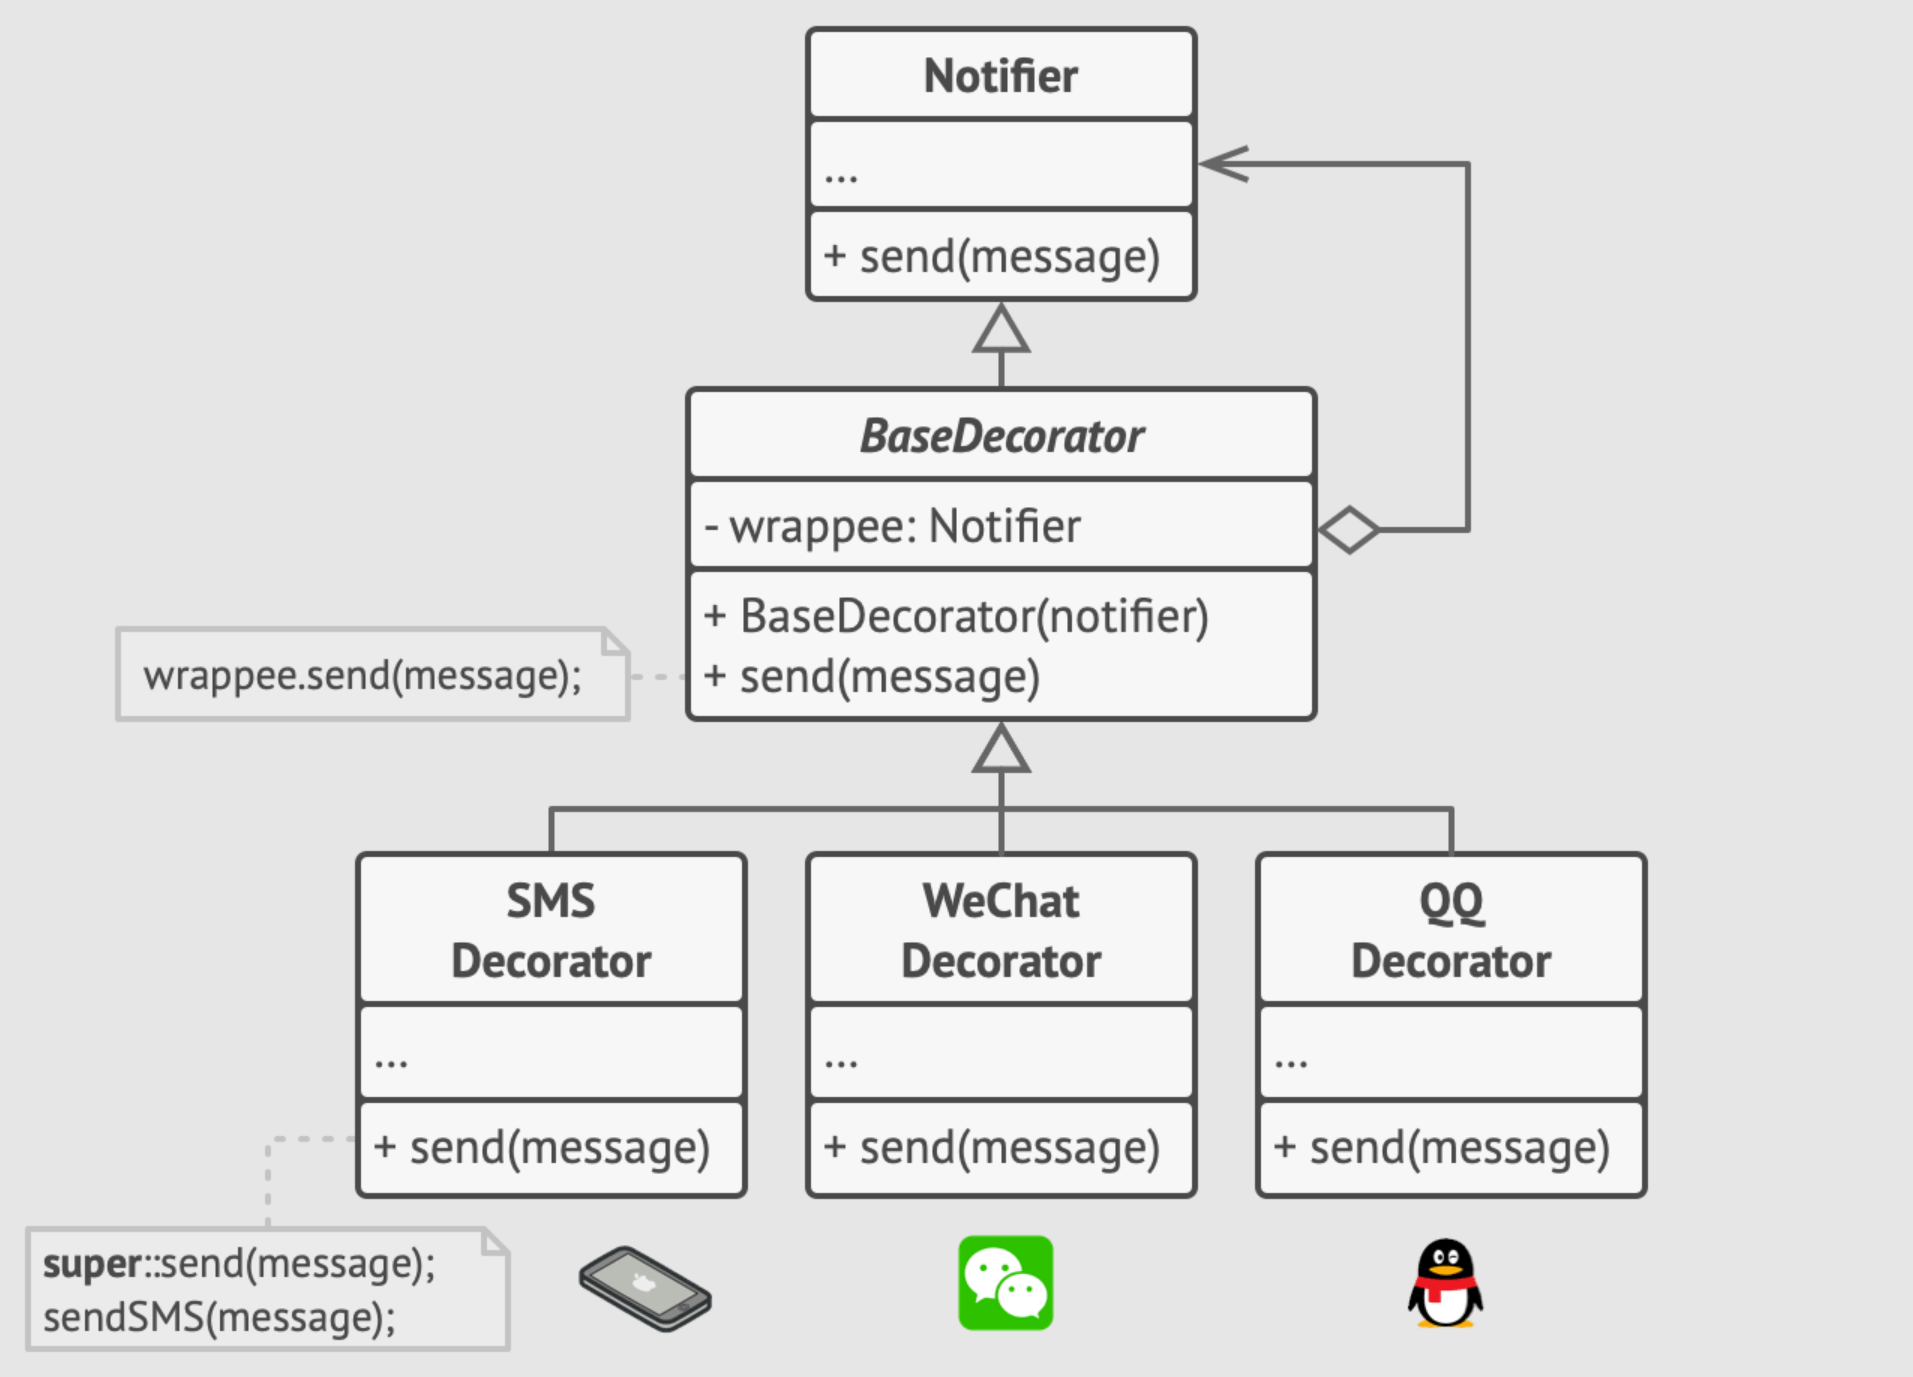 Notifier
...
+ send(message)
BaseDecorator
- wrappee: Notifier
+ BaseDecorator(notifier)
+ send(message)
wrappee.send(message);
SMS
Decorator
...
+ send(message)
WeChat
Decorator
...
+ send(message)
QQ
Decorator
...
+ send(message)
super::send(message);
sendSMS(message);